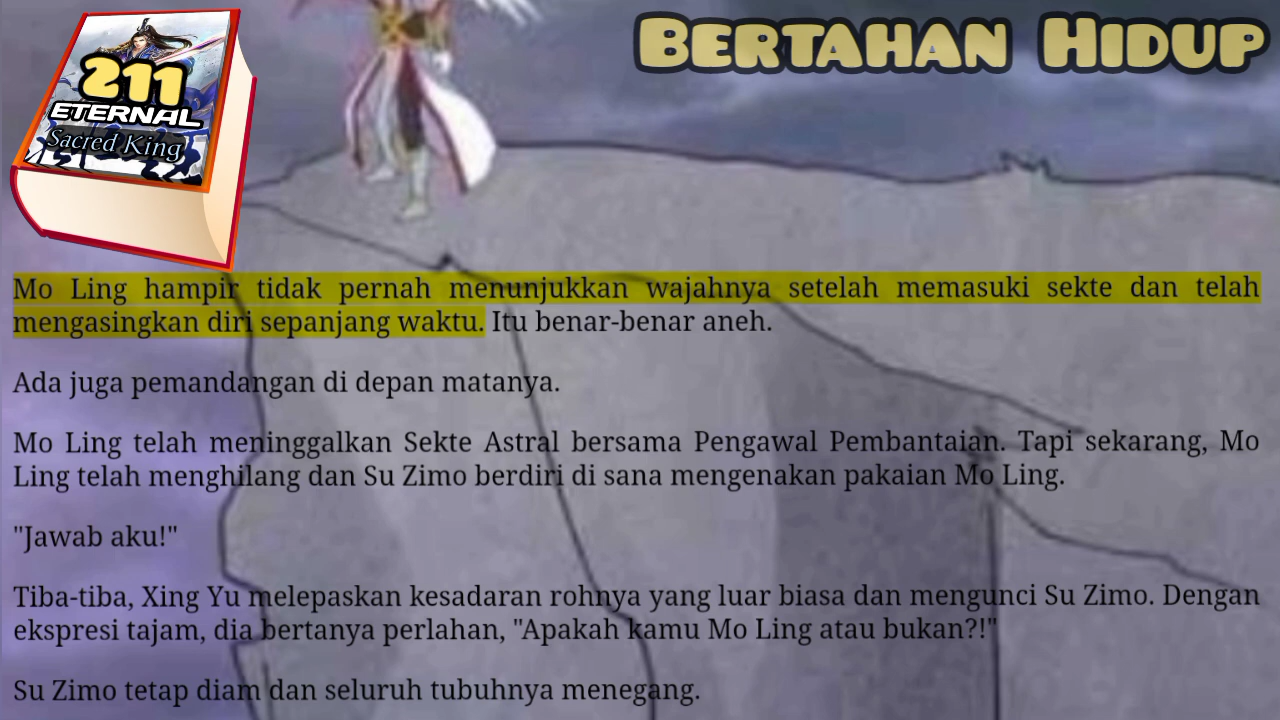 BERTAHAN HIDUP
211
ETERNAL
Sacred King
Mo Ling hampir tidak pernah menunjukkan wajahnya setelah memasuki sekte dan telah
mengasingkan diri sepanjang waktu. Itu benar-benar aneh.
Ada juga pemandangan di depan matanya.
Mo Ling telah meninggalkan Sekte Astral bersama Pengawal Pembantaian. Tapi sekarang, Mo
Ling telah menghilang dan Su Zimo berdiri di sana mengenakan pakaian Mo Ling.
"Jawab aku!"
Tiba-tiba, Xing Yu melepaskan kesadaran rohnya yang luar biasa dan mengunci Su Zimo. Dengan
ekspresi tajam, dia bertanya perlahan, "Apakah kamu Mo Ling atau bukan?!"
Su Zimo tetap diam dan seluruh tubuhnya menegang.